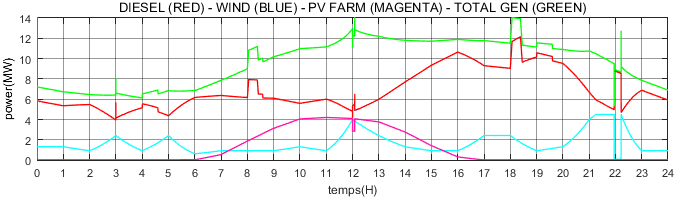 DIESEL (RED) - WIND (BLUE) - PV FARM (MAGENTA) - TOTAL GEN (GREEN)
14
12
10
8
6
4
2
0
power(MW)
0 1 2 3 4 5 6 7 8 9 10 11 12 13 14 15 16 17 18 19 20 21 22 23 24
temps(H)